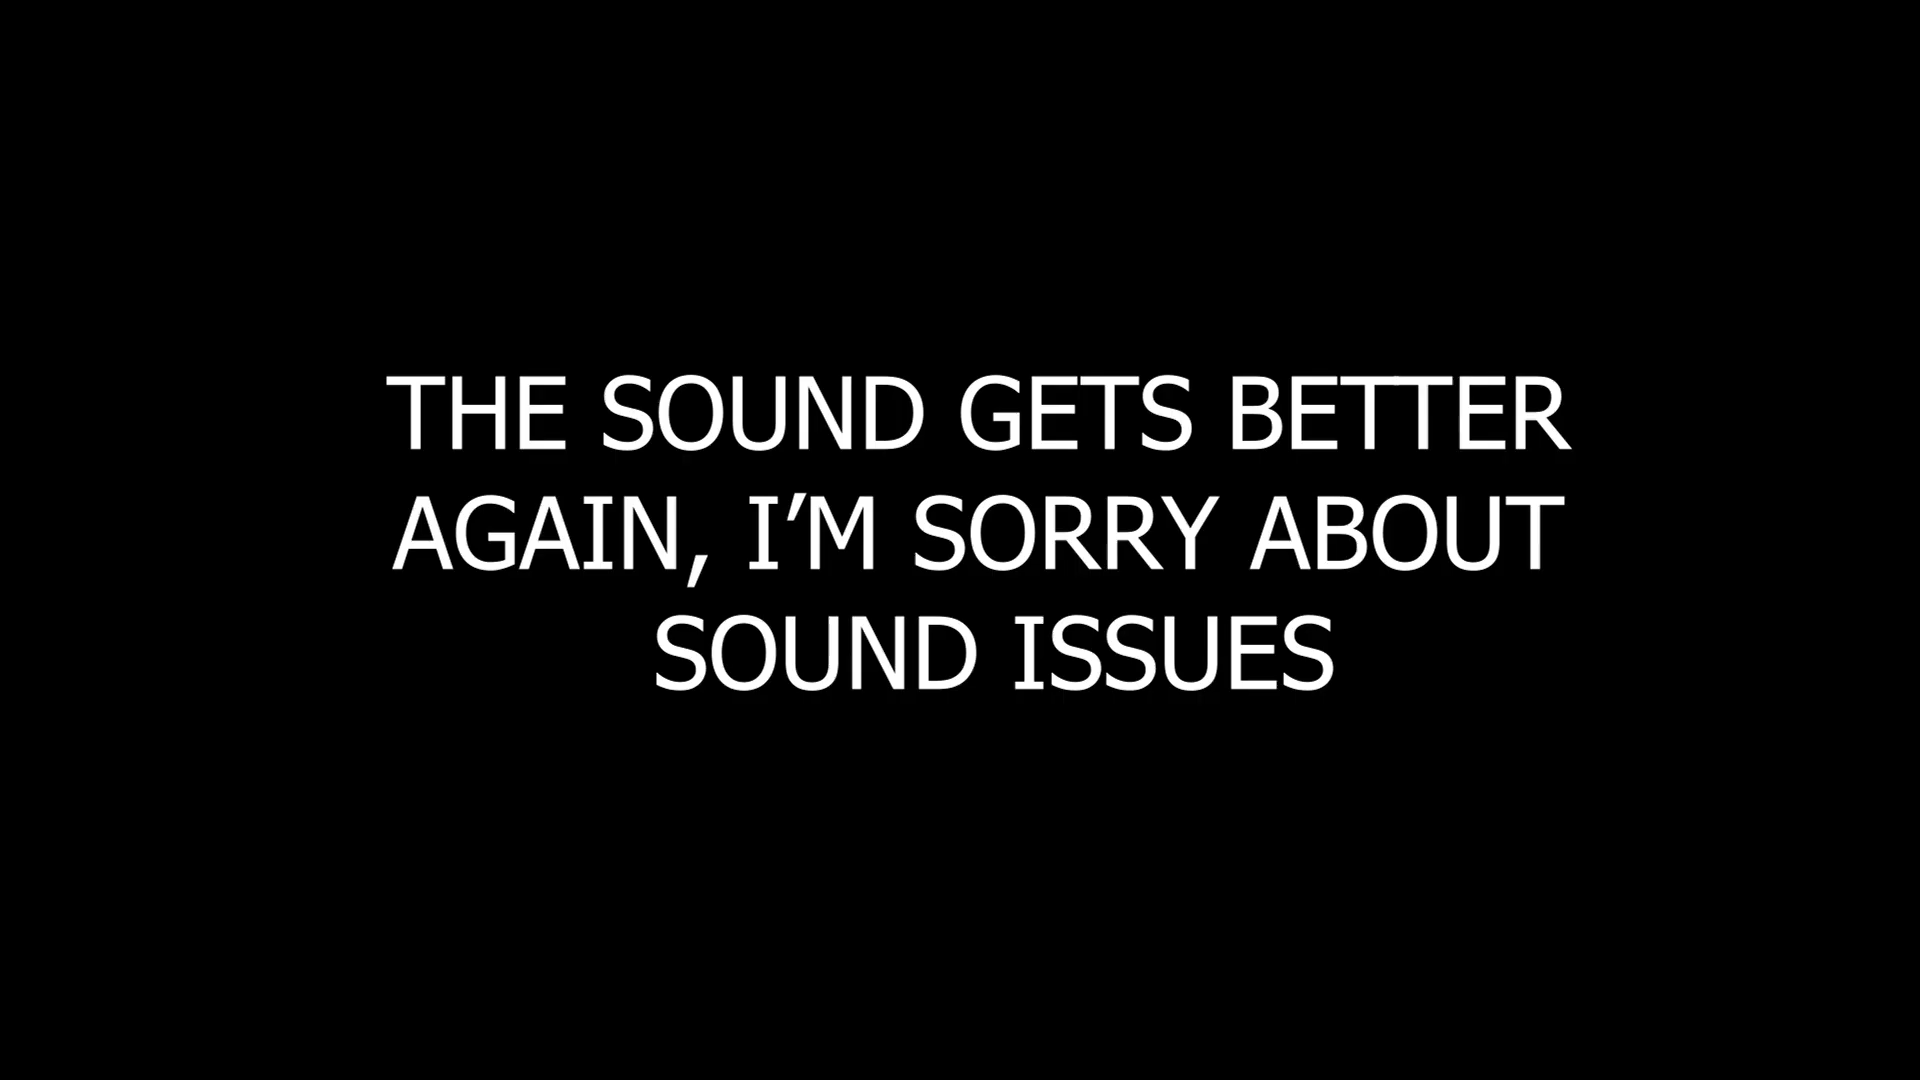 THE SOUND GETS BETTER
AGAIN, I’M SORRY ABOUT
SOUND ISSUES